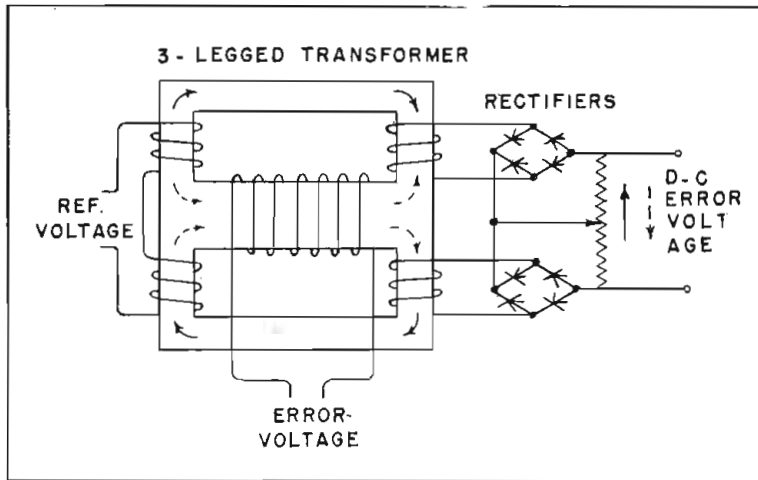 3 - LEGGED TRANSFORMER
RECTIFIERS
REF.
VOLTAGE
D-C
ERROR
VOLT
AGE
ERROR-
VOLTAGE